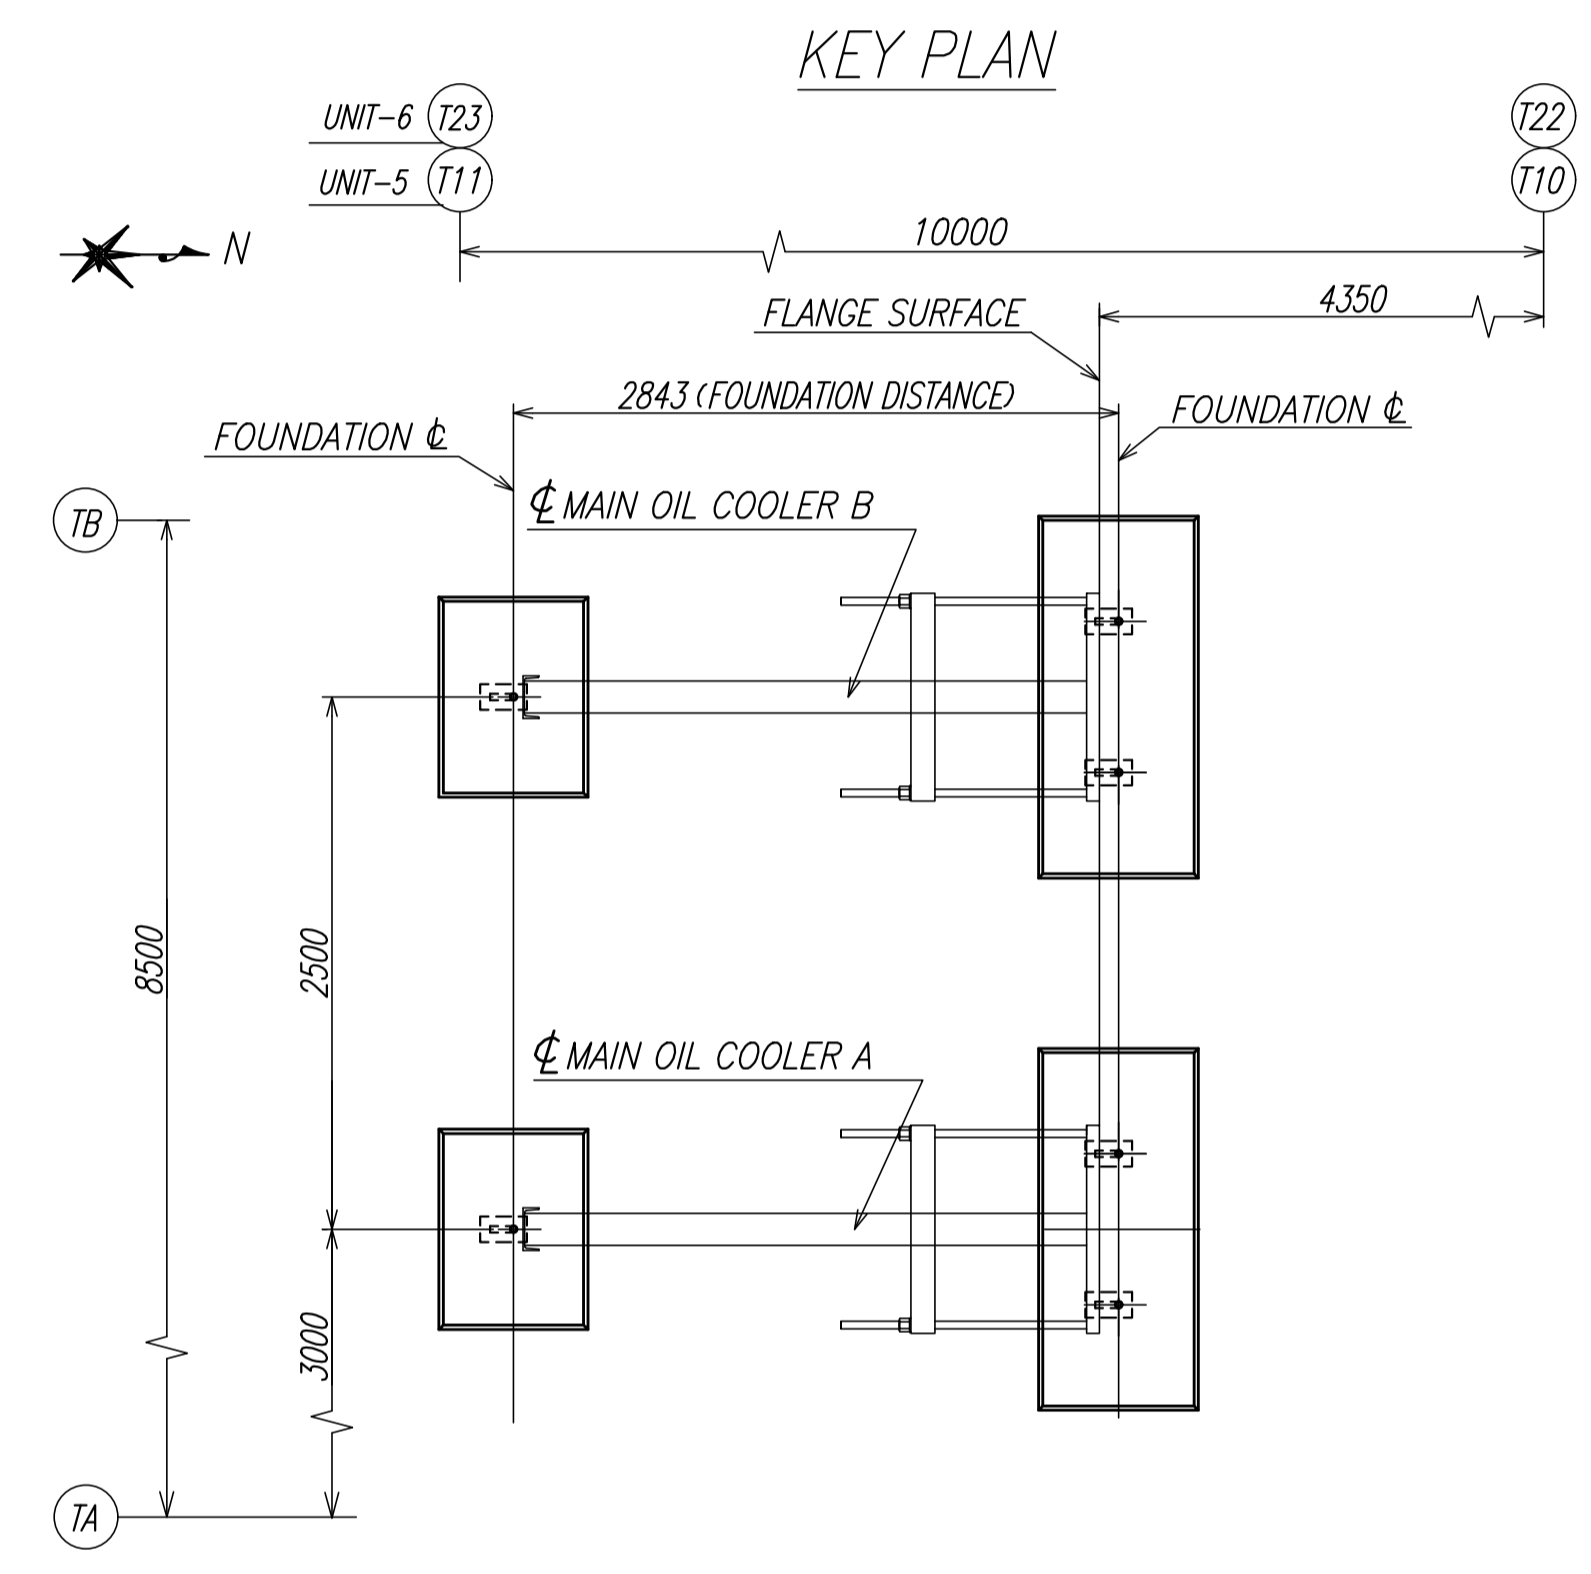 KEY PLAN
UNIT-6 T23 T22
UNIT-5 T11 T10
10000
N
4350
FLANGE SURFACE
2843 (FOUNDATION DISTANCE)
FOUNDATION ℄
FOUNDATION ℄
℄ MAIN OIL COOLER B
TB
8500
2500
℄ MAIN OIL COOLER A
3000
TA